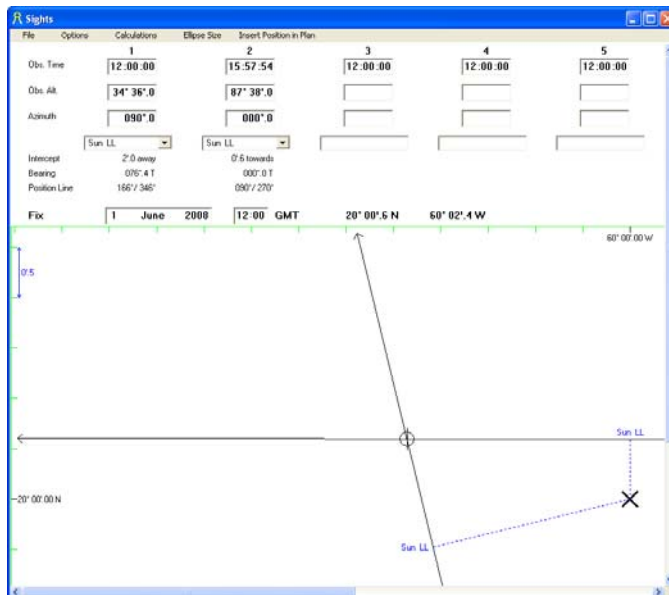 Sights
File Options Calculations Ellipse Size Insert Position in Plan
1 2 3 4 5
Obs. Time 12:00:00 15:57:54 12:00:00 12:00:00 12:00:00
Obs. Alt. 34° 36'.0 87° 38'.0
Azimuth 090°.0 000°.0
Sun LL Sun LL
Intercept 2'.0 away 0'.6 towards
Bearing 076°.4 T 000°.0 T
Position Line 166°/ 346° 090°/ 270°
Fix 1 June 2008 12:00 GMT 20° 00'.6 N 60° 02'.4 W
60° 00'.00 W
0'.5
Sun LL
20° 00'.00 N
Sun LL